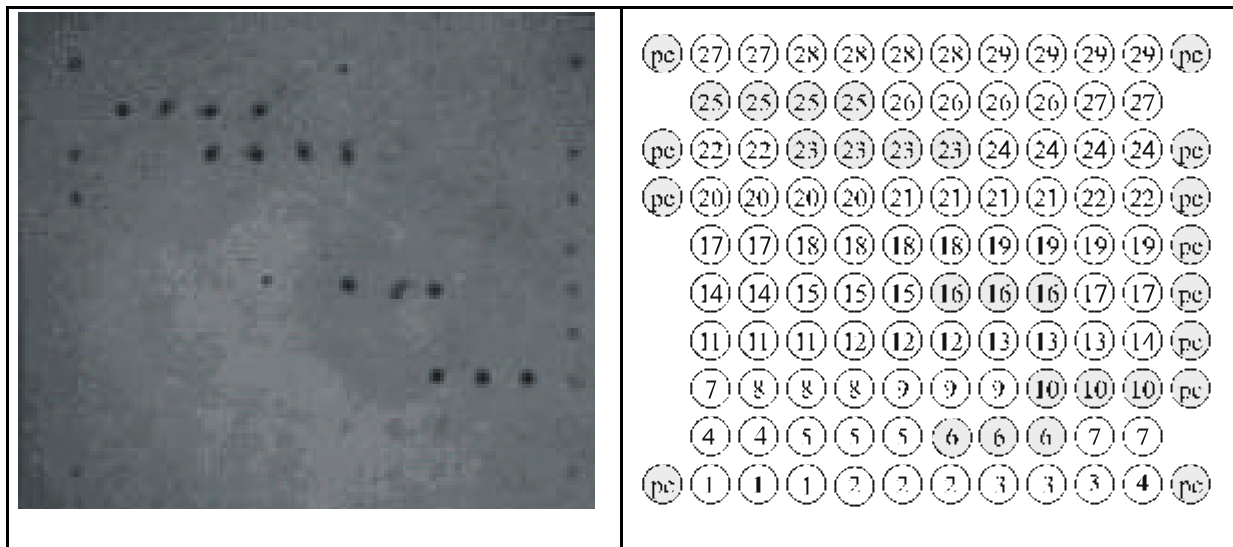 pc 27 27 28 28 28 28 29 29 29 29 pc
25 25 25 25 26 26 26 26 27 27
pc 22 22 23 23 23 23 24 24 24 24 pc
pc 20 20 20 20 21 21 21 21 22 22 pc
17 17 18 18 18 18 19 19 19 19 pc
14 14 15 15 15 16 16 16 17 17 pc
11 11 11 12 12 12 13 13 13 14 pc
7 8 8 8 9 9 9 10 10 10 pc
4 4 5 5 5 6 6 6 7 7
pc 1 1 1 2 2 2 3 3 3 4 pc